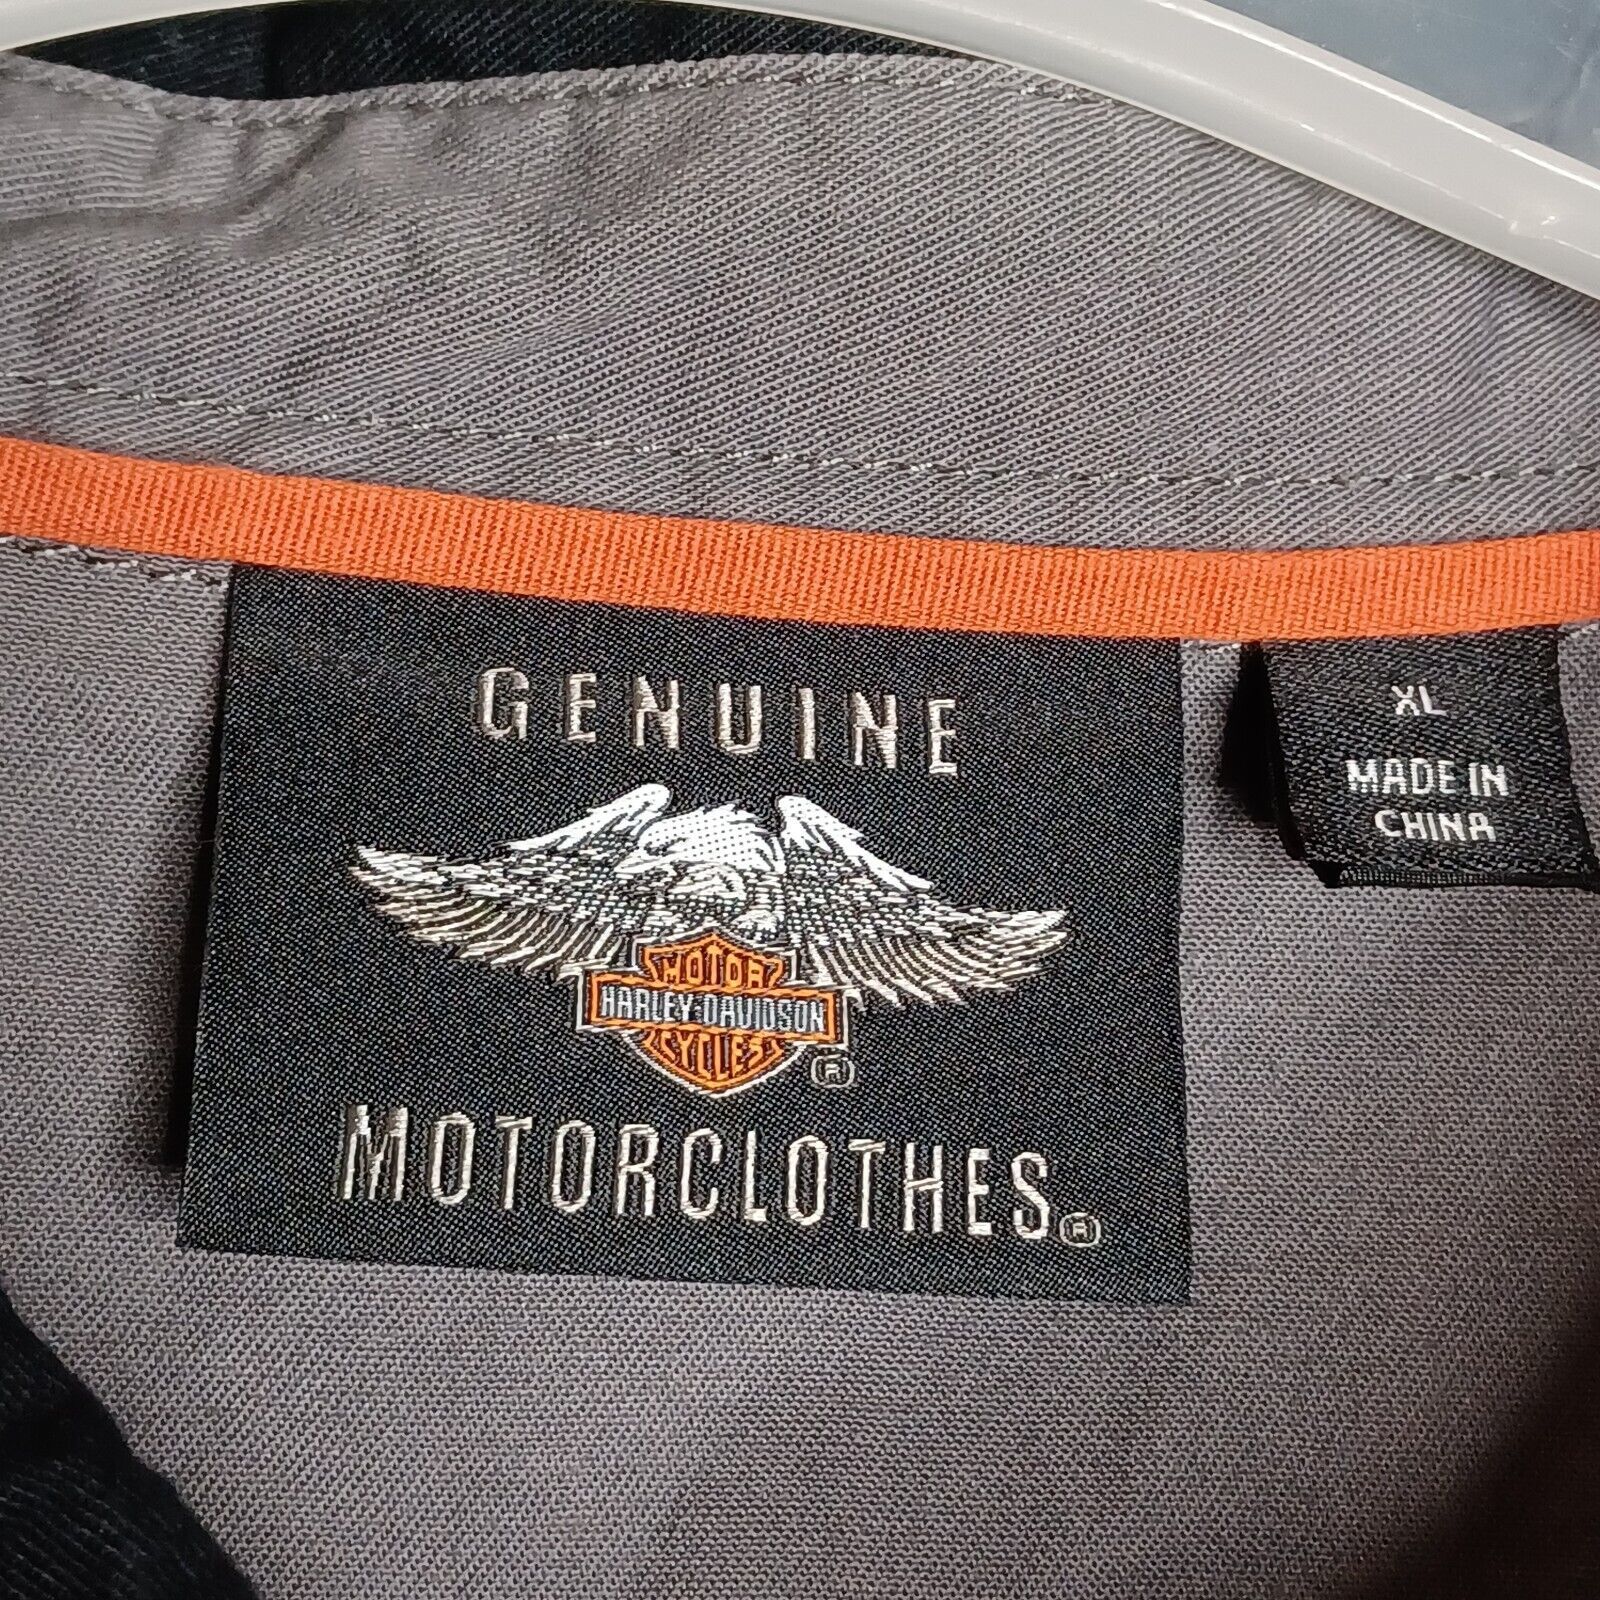 GENUINE
MOTOR
HARLEY-DAVIDSON
CYCLES
®
MOTORCLOTHES®
XL
MADE IN
CHINA